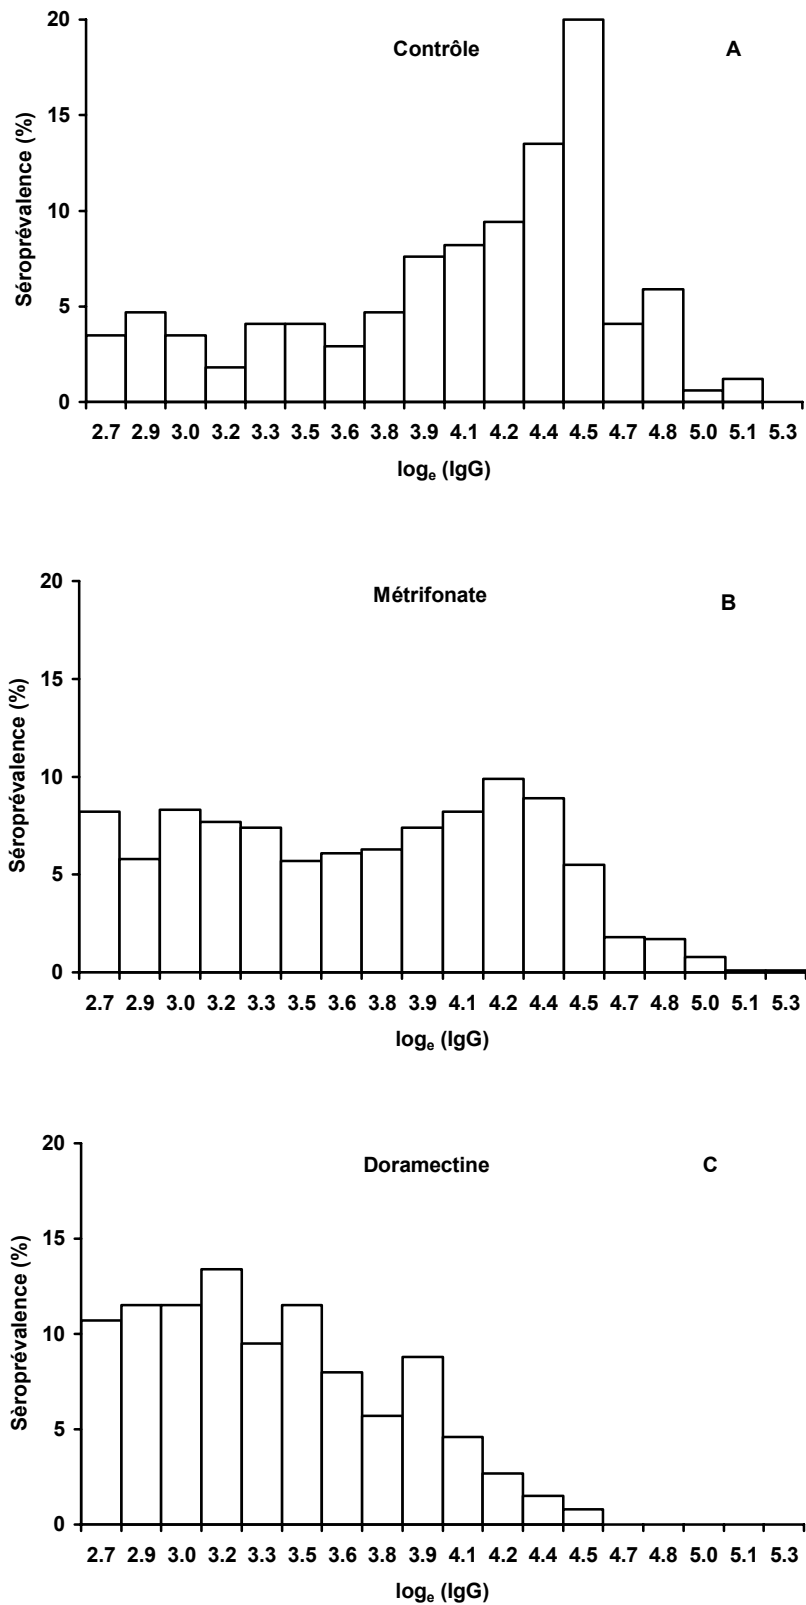 Contrôle A
Séroprévalence (%)
20
15
10
5
0
2.7 2.9 3.0 3.2 3.3 3.5 3.6 3.8 3.9 4.1 4.2 4.4 4.5 4.7 4.8 5.0 5.1 5.3
logₑ (IgG)
Métrifonate B
Séroprévalence (%)
20
15
10
5
0
2.7 2.9 3.0 3.2 3.3 3.5 3.6 3.8 3.9 4.1 4.2 4.4 4.5 4.7 4.8 5.0 5.1 5.3
logₑ (IgG)
Doramectine C
Sèroprévalence (%)
20
15
10
5
0
2.7 2.9 3.0 3.2 3.3 3.5 3.6 3.8 3.9 4.1 4.2 4.4 4.5 4.7 4.8 5.0 5.1 5.3
logₑ (IgG)